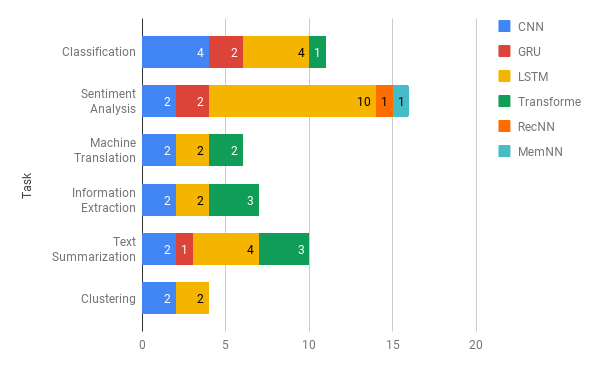 Task
Classification
4 2 4 1
Sentiment
Analysis
2 2 10 1 1
Machine
Translation
2 2 2
Information
Extraction
2 2 3
Text
Summarization
2 1 4 3
Clustering
2 2
0 5 10 15 20
CNN
GRU
LSTM
Transforme
RecNN
MemNN